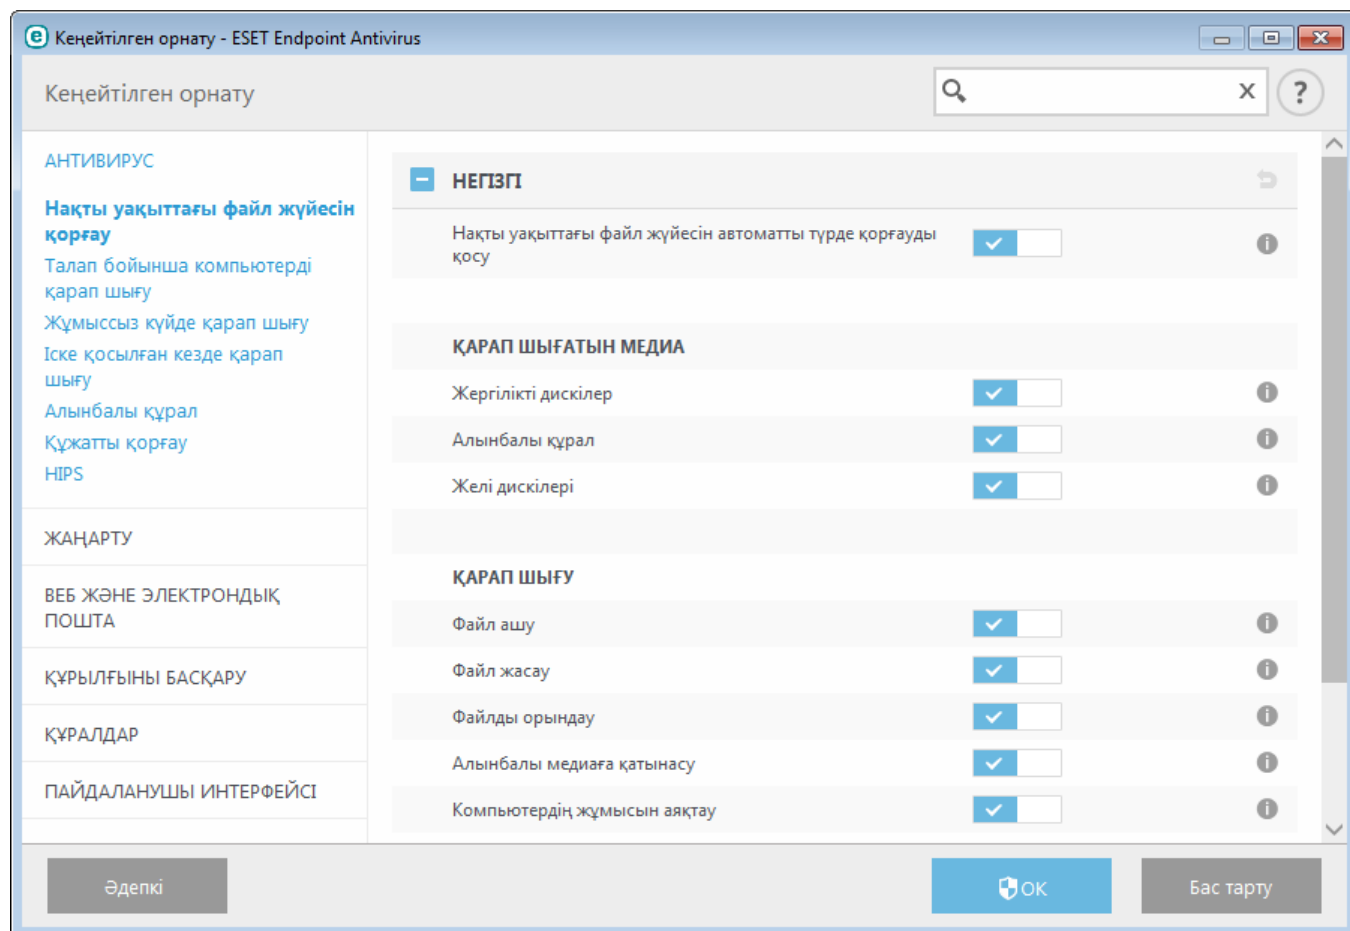 Кеңейтілген орнату - ESET Endpoint Antivirus
Кеңейтілген орнату
АНТИВИРУС
Нақты уақыттағы файл жүйесін
қорғау
Талап бойынша компьютерді
қарап шығу
Жұмыссыз күйде қарап шығу
Іске қосылған кезде қарап
шығу
Алынбалы құрал
Құжатты қорғау
HIPS
ЖАҢАРТУ
ВЕБ ЖӘНЕ ЭЛЕКТРОНДЫҚ
ПОШТА
ҚҰРЫЛҒЫНЫ БАСҚАРУ
ҚҰРАЛДАР
ПАЙДАЛАНУШЫ ИНТЕРФЕЙСІ
НЕГІЗГІ
Нақты уақыттағы файл жүйесін автоматты түрде қорғауды
қосу
ҚАРАП ШЫҒАТЫН МЕДИА
Жергілікті дискілер
Алынбалы құрал
Желі дискілері
ҚАРАП ШЫҒУ
Файл ашу
Файл жасау
Файлды орындау
Алынбалы медиаға қатынасу
Компьютердің жұмысын аяқтау
Әдепкі
OK
Бас тарту